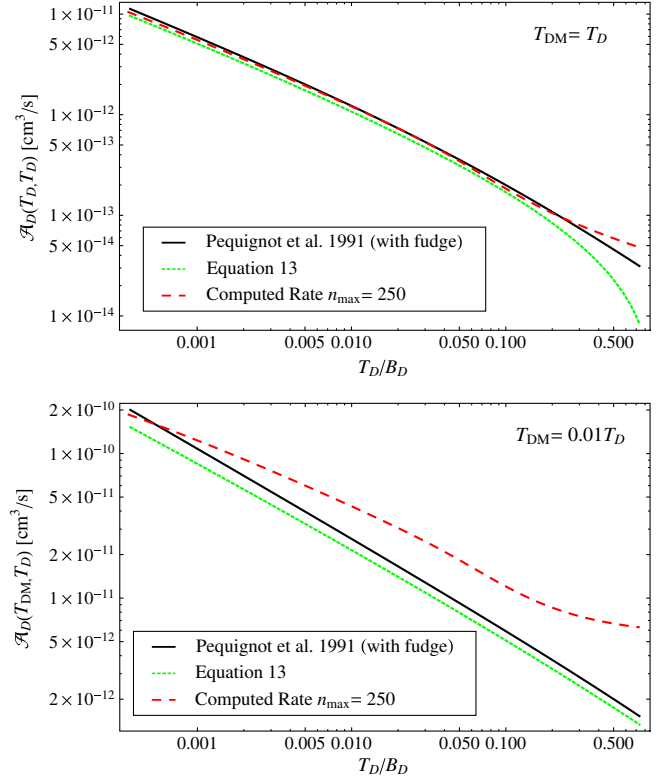 1 × 10⁻¹¹
5 × 10⁻¹²
1 × 10⁻¹²
5 × 10⁻¹³
1 × 10⁻¹³
5 × 10⁻¹⁴
1 × 10⁻¹⁴
𝒜_D(T_D,T_D) [cm³/s]
T_DM = T_D
Pequignot et al. 1991 (with fudge)
Equation 13
Computed Rate n_max = 250
0.001 0.005 0.010 0.050 0.100 0.500
T_D/B_D
2 × 10⁻¹⁰
1 × 10⁻¹⁰
5 × 10⁻¹¹
2 × 10⁻¹¹
1 × 10⁻¹¹
5 × 10⁻¹²
2 × 10⁻¹²
𝒜_D(T_DM,T_D) [cm³/s]
T_DM = 0.01T_D
Pequignot et al. 1991 (with fudge)
Equation 13
Computed Rate n_max = 250
0.001 0.005 0.010 0.050 0.100 0.500
T_D/B_D